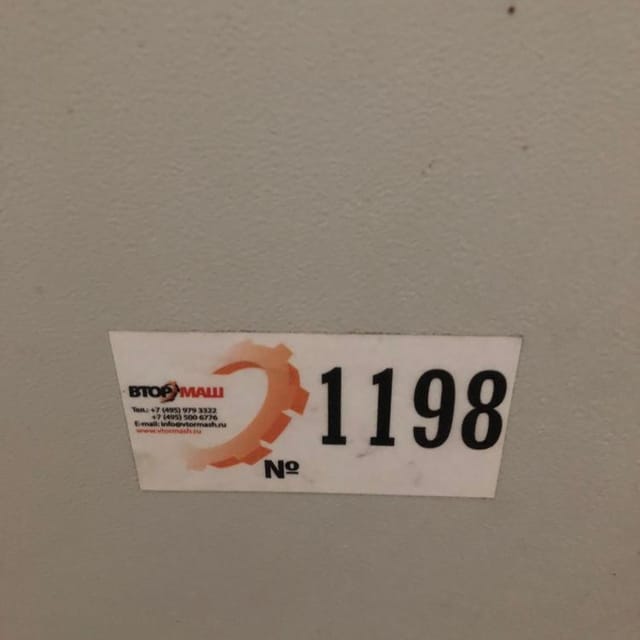 ВТОРМАШ
Тел.: +7 (495) 979 3322
+7 (495) 500 6776
E-mail: info@vtormash.ru
www.vtormash.ru
№ 1198